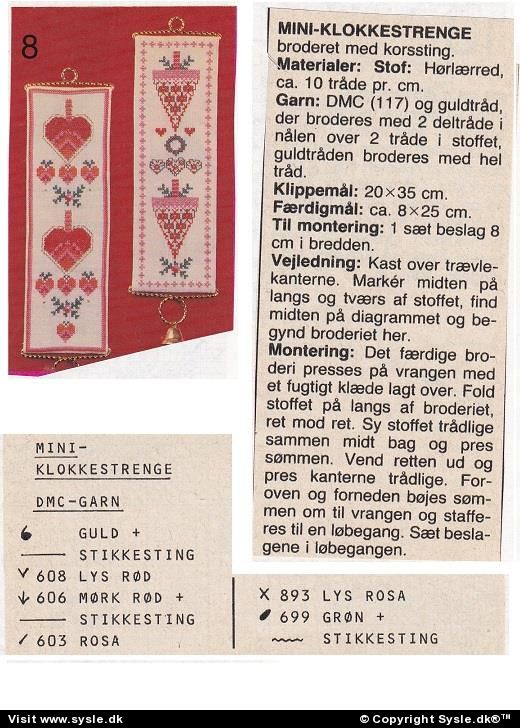 8
MINI-KLOKKESTRENGE
broderet med korssting.
Materialer: Stof: Hørlærred,
ca. 10 tråde pr. cm.
Garn: DMC (117) og guldtråd,
der broderes med 2 deltråde i
nålen over 2 tråde i stoffet,
guldtråden broderes med hel
tråd.
Klippemål: 20×35 cm.
Færdigmål: ca. 8×25 cm.
Til montering: 1 sæt beslag 8
cm i bredden.
Vejledning: Kast over trævle-
kanterne. Markér midten på
langs og tværs af stoffet, find
midten på diagrammet og be-
gynd broderiet her.
Montering: Det færdige bro-
deri presses på vrangen med
et fugtigt klæde lagt over. Fold
stoffet på langs af broderiet,
ret mod ret. Sy stoffet trådlige
sammen midt bag og pres
sømmen. Vend retten ud og
pres kanterne trådlige. For-
oven og forneden bøjes søm-
men om til vrangen og staffe-
res til en løbegang. Sæt besla-
gene i løbegangen.
MINI-
KLOKKESTRENGE
DMC-GARN
GULD +
STIKKESTING
608 LYS RØD
606 MØRK RØD +
STIKKESTING
603 ROSA
893 LYS ROSA
699 GRØN +
STIKKESTING
Visit www.sysle.dk
© Copyright Sysle.dk®™